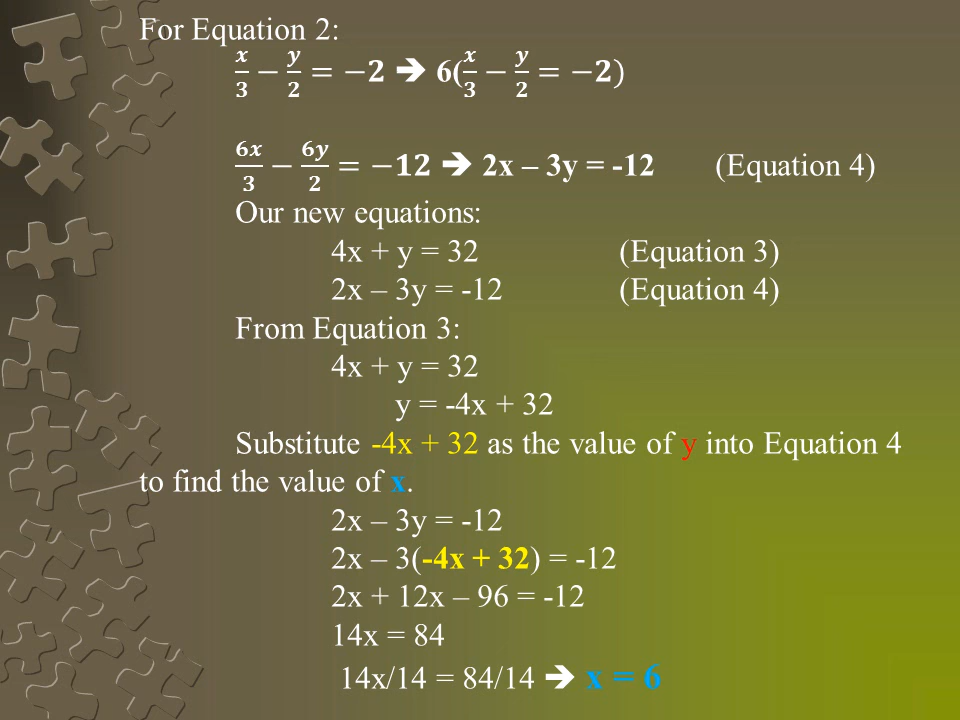 For Equation 2:
x/3 − y/2 = −2 ➔ 6(x/3 − y/2 = −2)
6x/3 − 6y/2 = −12 ➔ 2x – 3y = -12 (Equation 4)
Our new equations:
4x + y = 32 (Equation 3)
2x – 3y = -12 (Equation 4)
From Equation 3:
4x + y = 32
y = -4x + 32
Substitute -4x + 32 as the value of y into Equation 4
to find the value of x.
2x – 3y = -12
2x – 3(-4x + 32) = -12
2x + 12x – 96 = -12
14x = 84
14x/14 = 84/14 ➔ x = 6